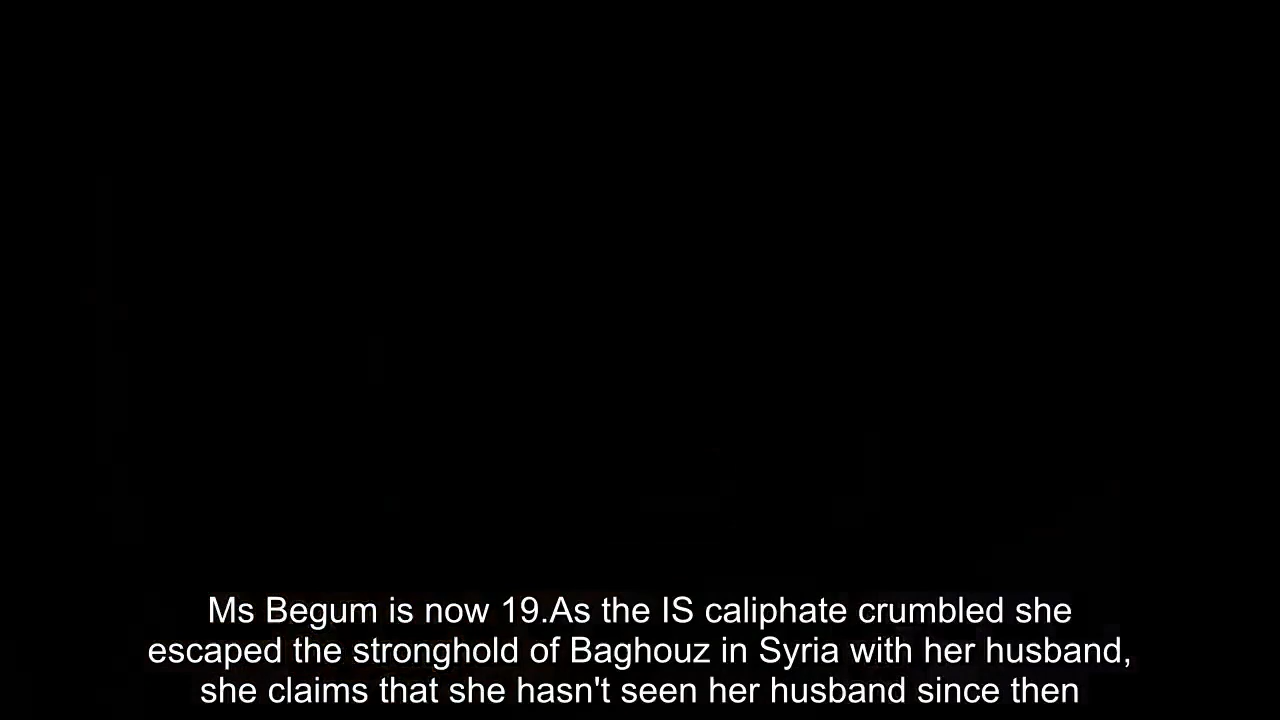 Ms Begum is now 19.As the IS caliphate crumbled she
escaped the stronghold of Baghouz in Syria with her husband,
she claims that she hasn't seen her husband since then